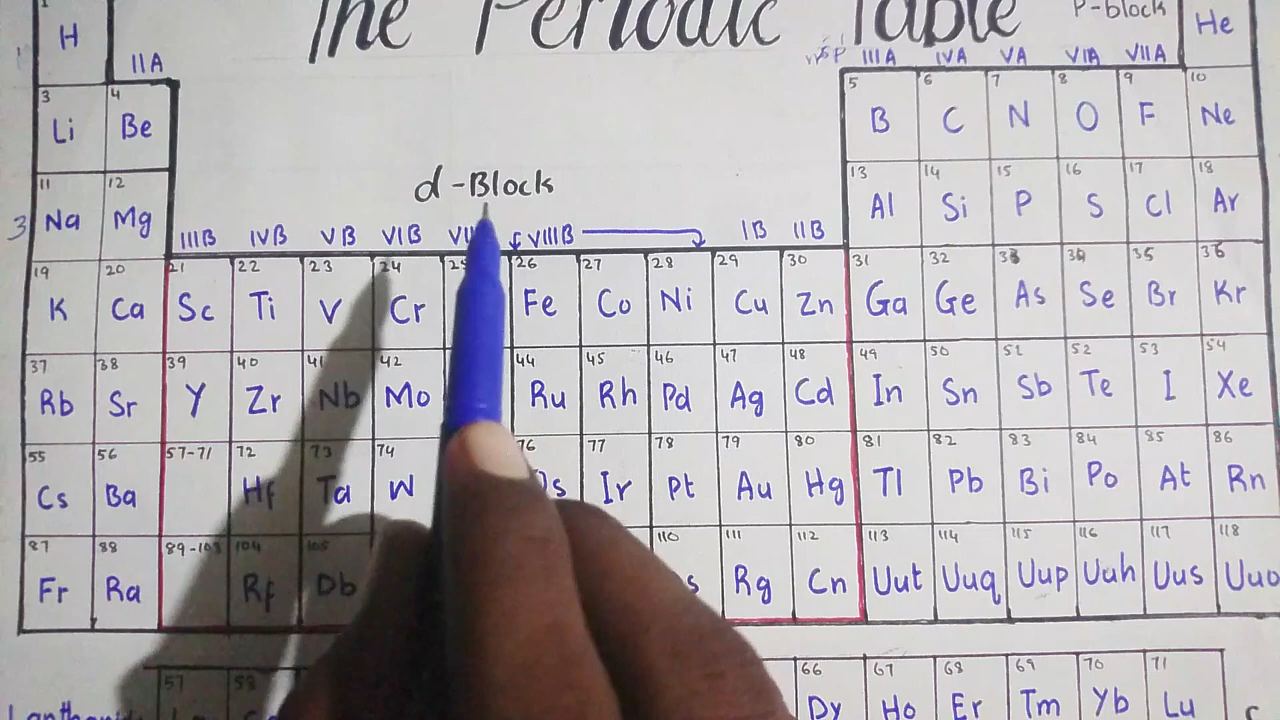 The Periodic Table P-block
1
H He
IIA IIIA IVA VA VIA VIIA
3 4 5 6 7 8 9 10
Li Be B C N O F Ne
d-Block
11 12 13 14 15 16 17 18
3 Na Mg Al Si P S Cl Ar
IIIB IVB VB VIB VIIIB IB IIB
19 20 21 22 23 24 25 26 27 28 29 30 31 32 33 34 35 36
K Ca Sc Ti V Cr Fe Co Ni Cu Zn Ga Ge As Se Br Kr
37 38 39 40 41 42 44 45 46 47 48 49 50 51 52 53 54
Rb Sr Y Zr Nb Mo Ru Rh Pd Ag Cd In Sn Sb Te I Xe
55 56 57-71 72 73 74 76 77 78 79 80 81 82 83 84 85 86
Cs Ba Hf Ta W Os Ir Pt Au Hg Tl Pb Bi Po At Rn
87 88 89-103 104 105 110 111 112 113 114 115 116 117 118
Fr Ra Rf Db Rg Cn Uut Uuq Uup Uuh Uus Uuo
57 58 66 67 68 69 70 71
Dy Ho Er Tm Yb Lu